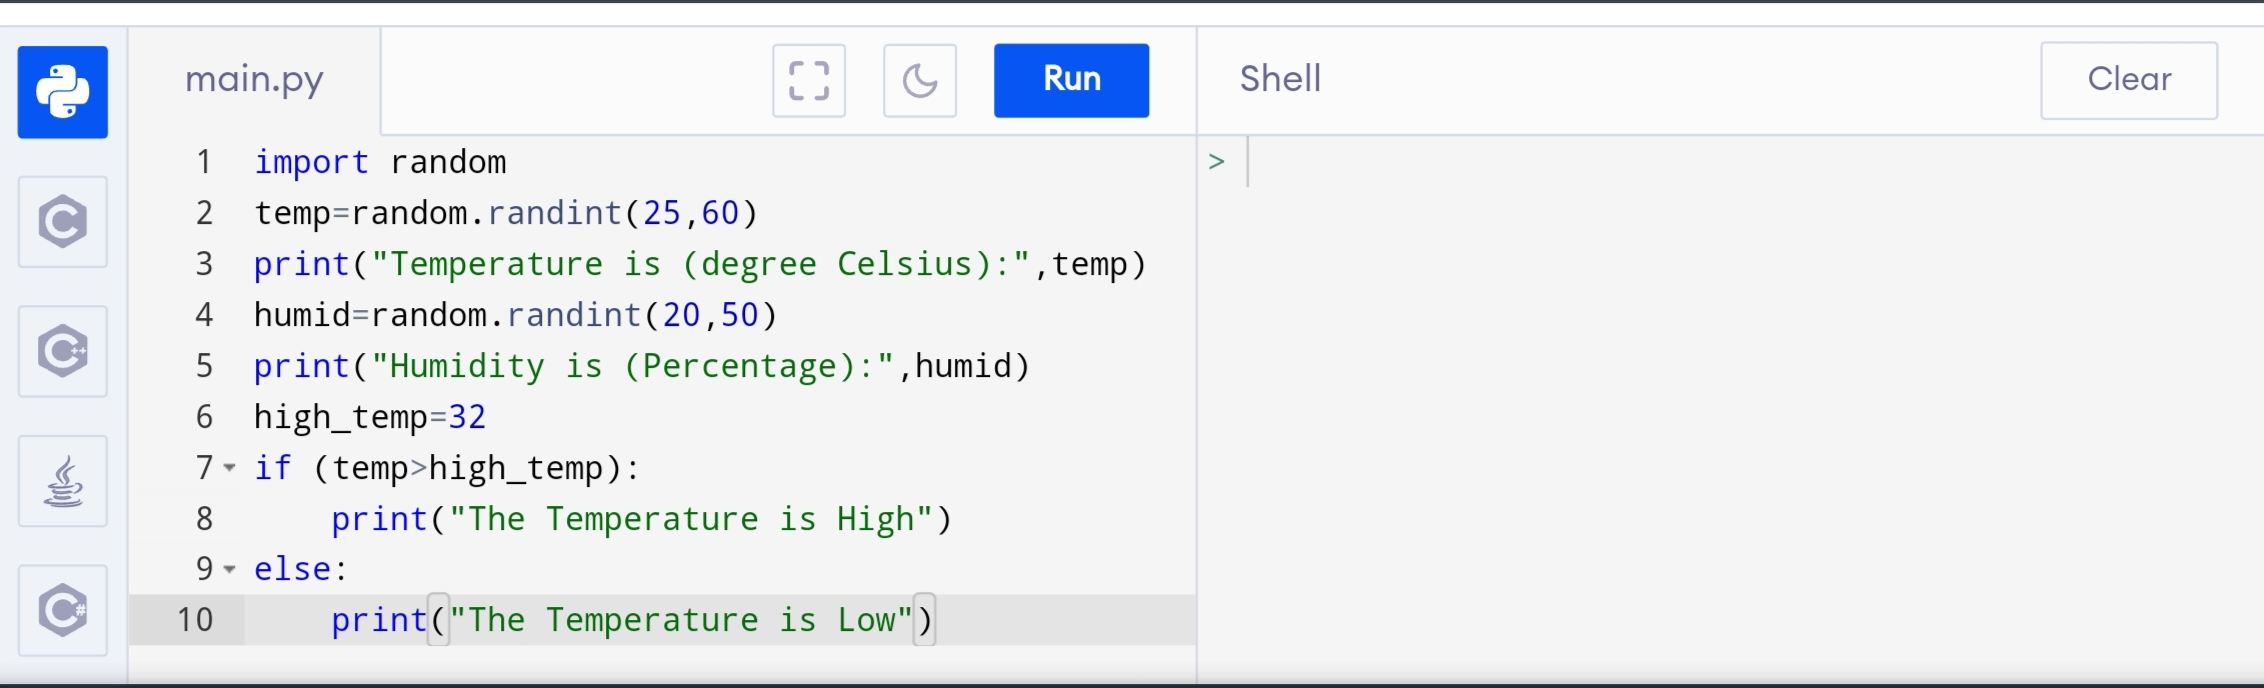 main.py
Run
Shell
Clear
1 import random
2 temp=random.randint(25,60)
3 print("Temperature is (degree Celsius):",temp)
4 humid=random.randint(20,50)
5 print("Humidity is (Percentage):",humid)
6 high_temp=32
7 if (temp>high_temp):
8     print("The Temperature is High")
9 else:
10     print("The Temperature is Low")
>
C
C++
C#